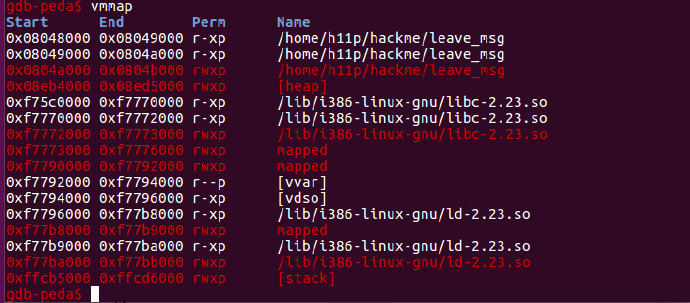 gdb-peda$ vmmap
Start End Perm Name
0x08048000 0x08049000 r-xp /home/h11p/hackme/leave_msg
0x08049000 0x0804a000 r-xp /home/h11p/hackme/leave_msg
0x0804a000 0x0804b000 rwxp /home/h11p/hackme/leave_msg
0x08eb4000 0x08ed5000 rwxp [heap]
0xf75c0000 0xf7770000 r-xp /lib/i386-linux-gnu/libc-2.23.so
0xf7770000 0xf7772000 r-xp /lib/i386-linux-gnu/libc-2.23.so
0xf7772000 0xf7773000 rwxp /lib/i386-linux-gnu/libc-2.23.so
0xf7773000 0xf7776000 rwxp mapped
0xf7790000 0xf7792000 rwxp mapped
0xf7792000 0xf7794000 r--p [vvar]
0xf7794000 0xf7796000 r-xp [vdso]
0xf7796000 0xf77b8000 r-xp /lib/i386-linux-gnu/ld-2.23.so
0xf77b8000 0xf77b9000 rwxp mapped
0xf77b9000 0xf77ba000 r-xp /lib/i386-linux-gnu/ld-2.23.so
0xf77ba000 0xf77bb000 rwxp /lib/i386-linux-gnu/ld-2.23.so
0xffcb5000 0xffcd6000 rwxp [stack]
gdb-peda$